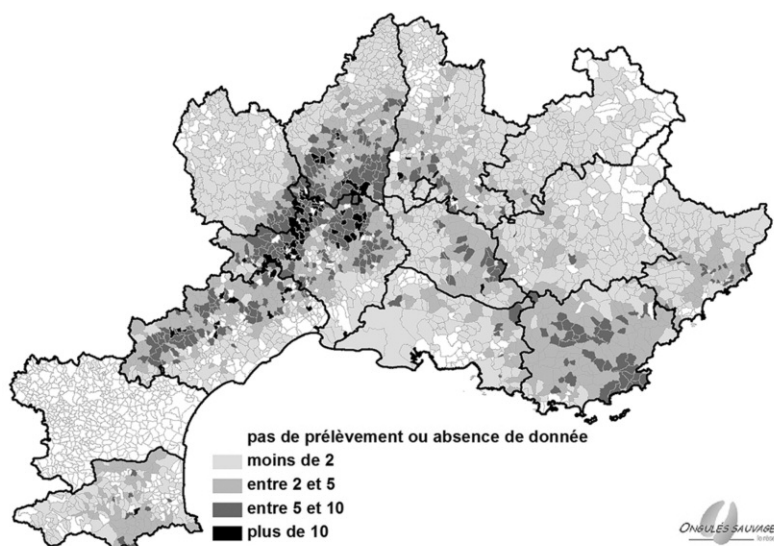 pas de prélèvement ou absence de donnée
moins de 2
entre 2 et 5
entre 5 et 10
plus de 10
ONGULÉS SAUVAGE